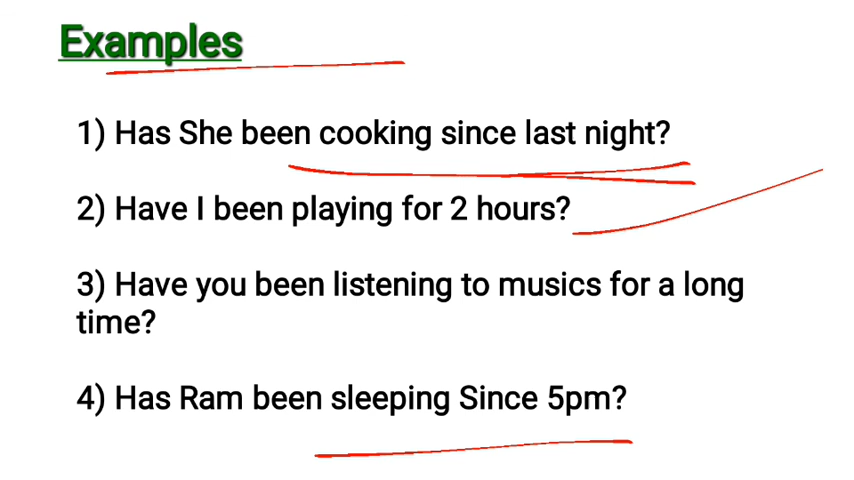 Examples
1) Has She been cooking since last night?
2) Have I been playing for 2 hours?
3) Have you been listening to musics for a long
time?
4) Has Ram been sleeping Since 5pm?